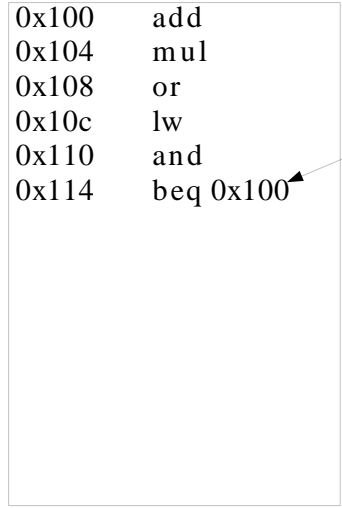 0x100 add
0x104 mul
0x108 or
0x10c lw
0x110 and
0x114 beq 0x100